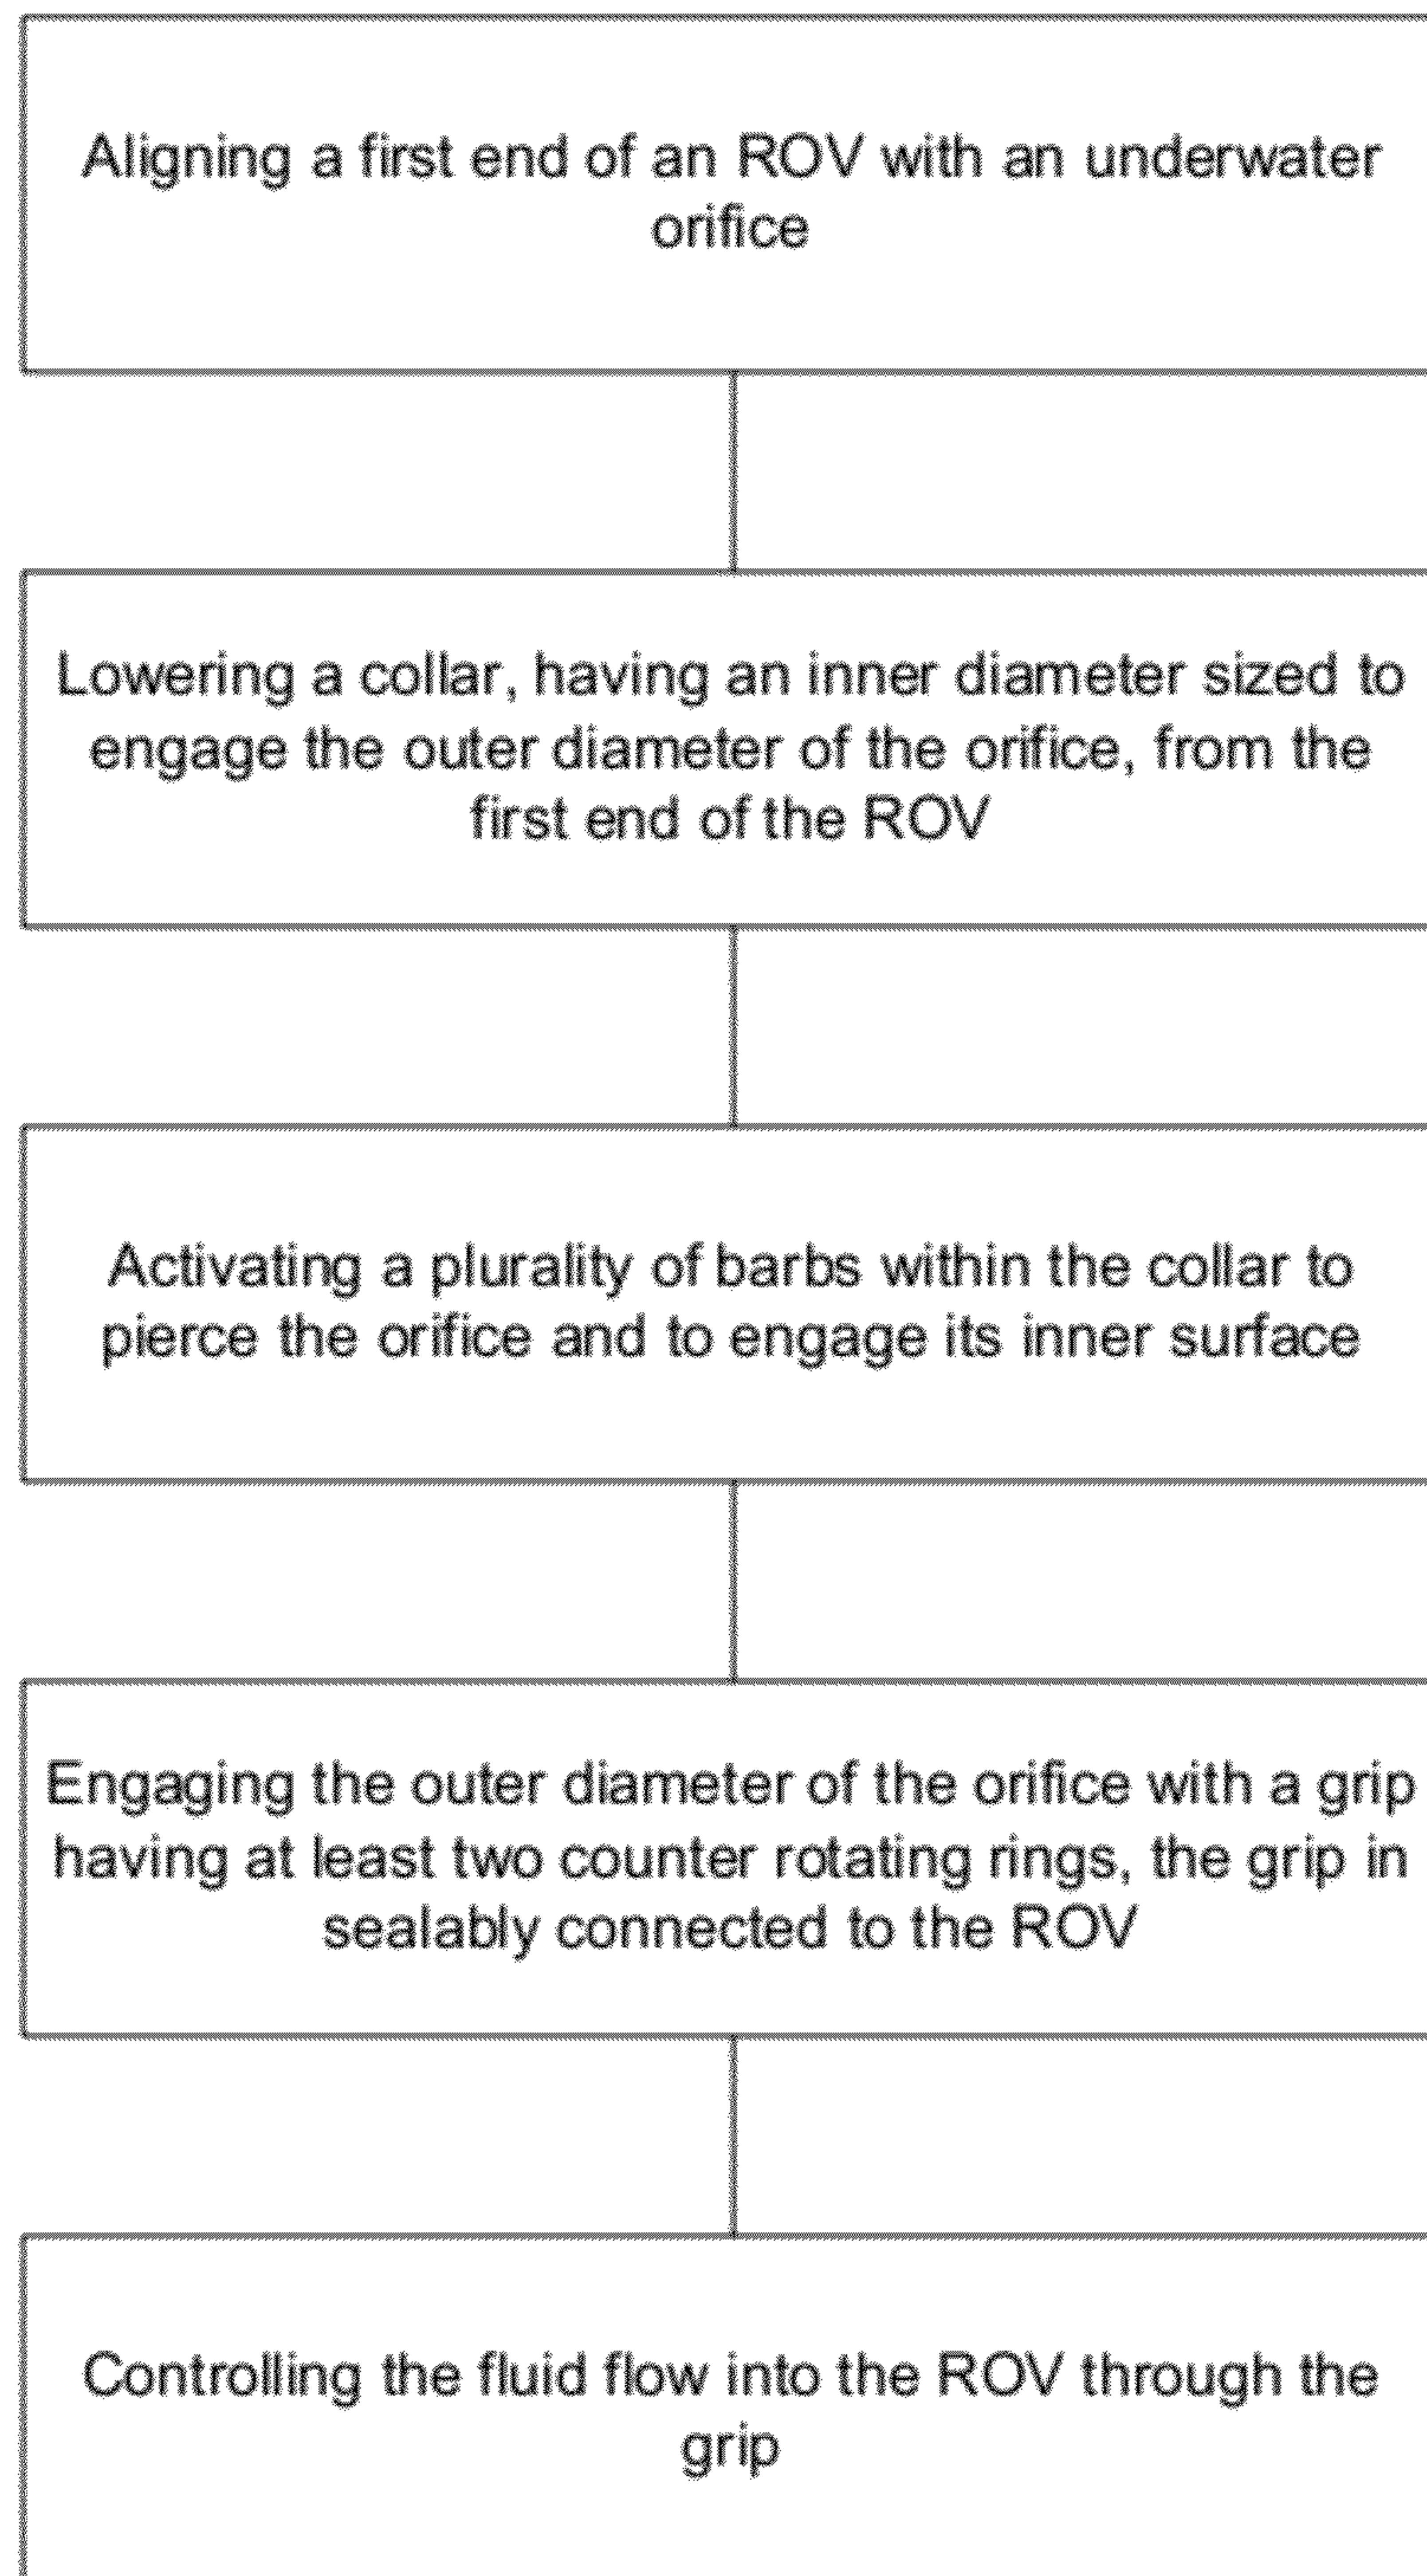 Aligning a first end of an ROV with an underwater
orifice
Lowering a collar, having an inner diameter sized to
engage the outer diameter of the orifice, from the
first end of the ROV
Activating a plurality of barbs within the collar to
pierce the orifice and to engage its inner surface
Engaging the outer diameter of the orifice with a grip
having at least two counter rotating rings, the grip in
sealably connected to the ROV
Controlling the fluid flow into the ROV through the
grip